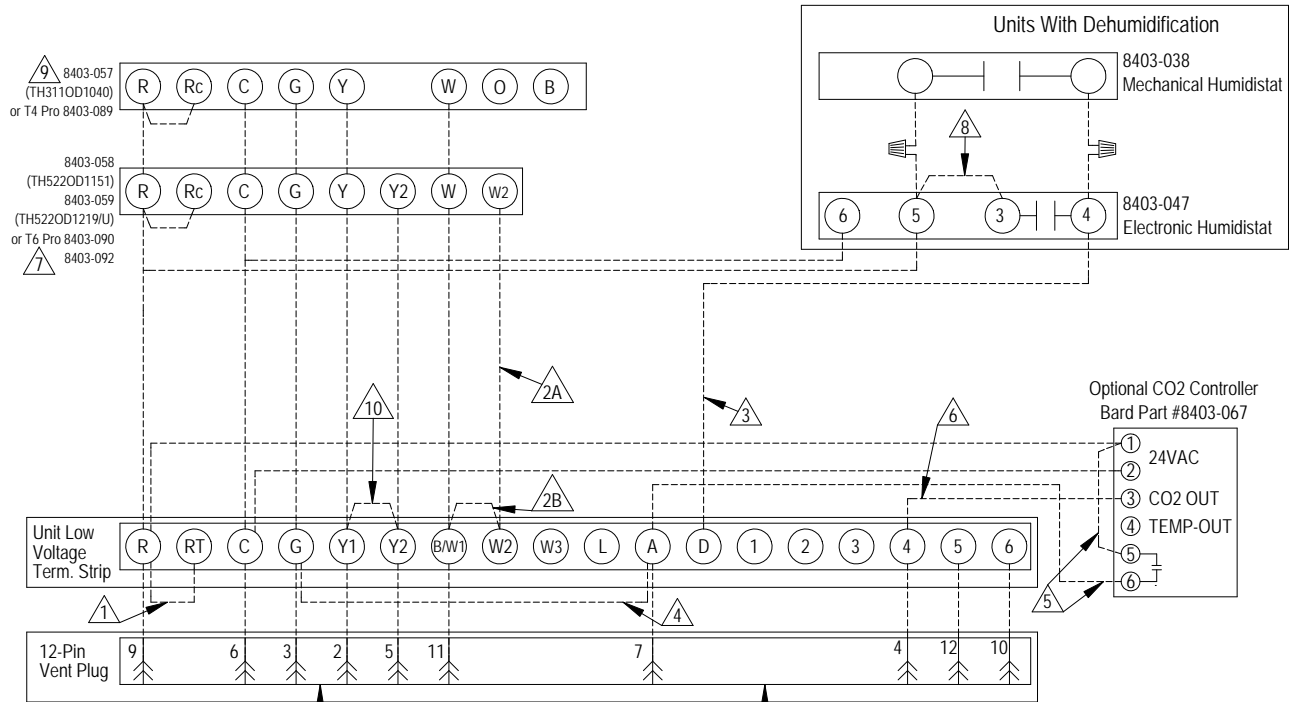 Units With Dehumidification
8403-038
Mechanical Humidistat
8
6 5 3 4
8403-047
Electronic Humidistat
9
8403-057
(TH311OD1040)
or T4 Pro 8403-089
R Rc C G Y W O B
8403-058
(TH522OD1151)
8403-059
(TH522OD1219/U)
or T6 Pro 8403-090
8403-092
7
R Rc C G Y Y2 W W2
2A
10
3
6
2B
Optional CO2 Controller
Bard Part #8403-067
1
24VAC
2
3 CO2 OUT
4 TEMP-OUT
5
6
5
Unit Low
Voltage
Term. Strip
R RT C G Y1 Y2 B/W1 W2 W3 L A D 1 2 3 4 5 6
1
4
12-Pin
Vent Plug
9 6 3 2 5 11 7 4 12 10